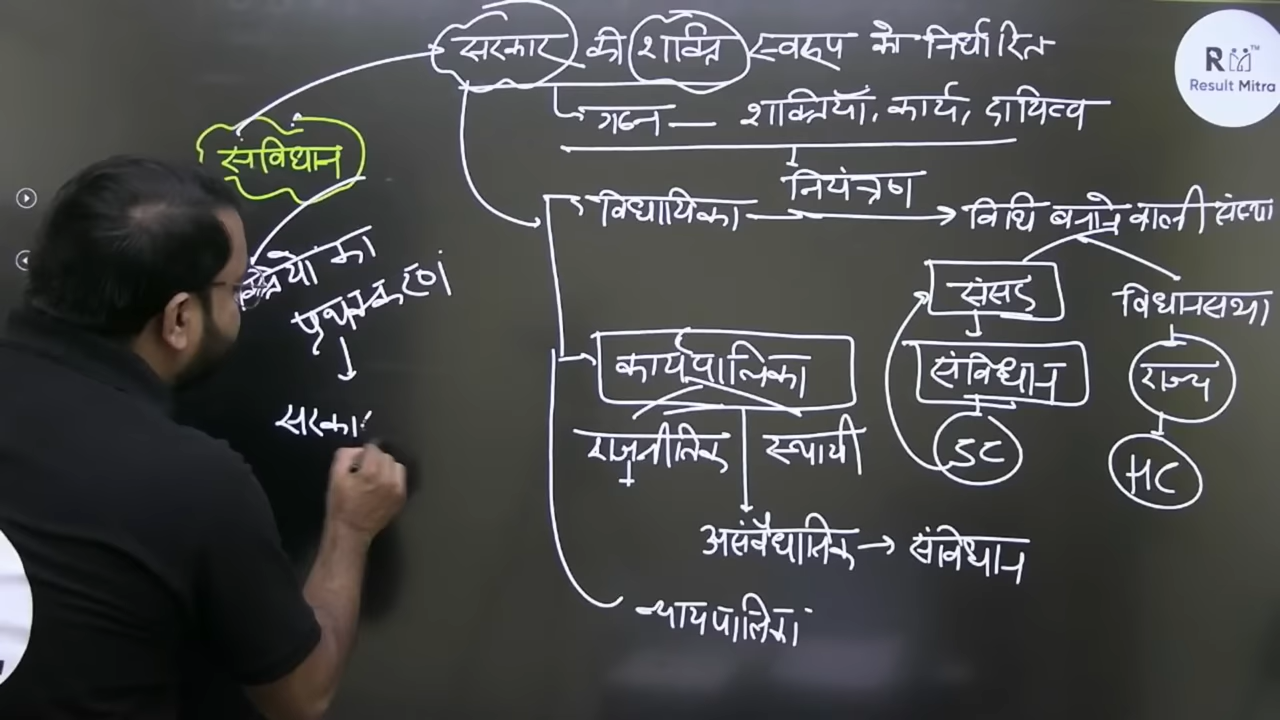 सरकार की शक्ति स्वरूप को निर्धारित
गठन — शक्तियाँ, कार्य, दायित्व
नियंत्रण
संविधान
विधायिका → विधि बनाने वाली संस्था
पृथक्करण
संसद विधानसभा
कार्यपालिका संविधान राज्य
सरका
राजनीतिक स्थायी SC HC
असंवैधानिक → संविधान
न्यायपालिका
R TM
Result Mitra